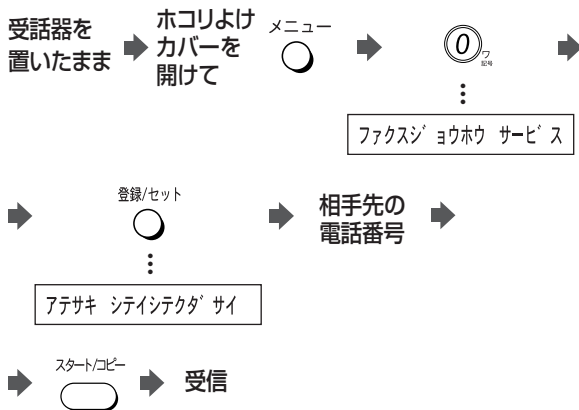 受話器を
置いたまま
ホコリよけ
カバーを
開けて
メニュー
0
ワ
記号
ファクスジョウホウ サービス
登録/セット
アテサキ シテイシテクダサイ
相手先の
電話番号
スタート/コピー
受信